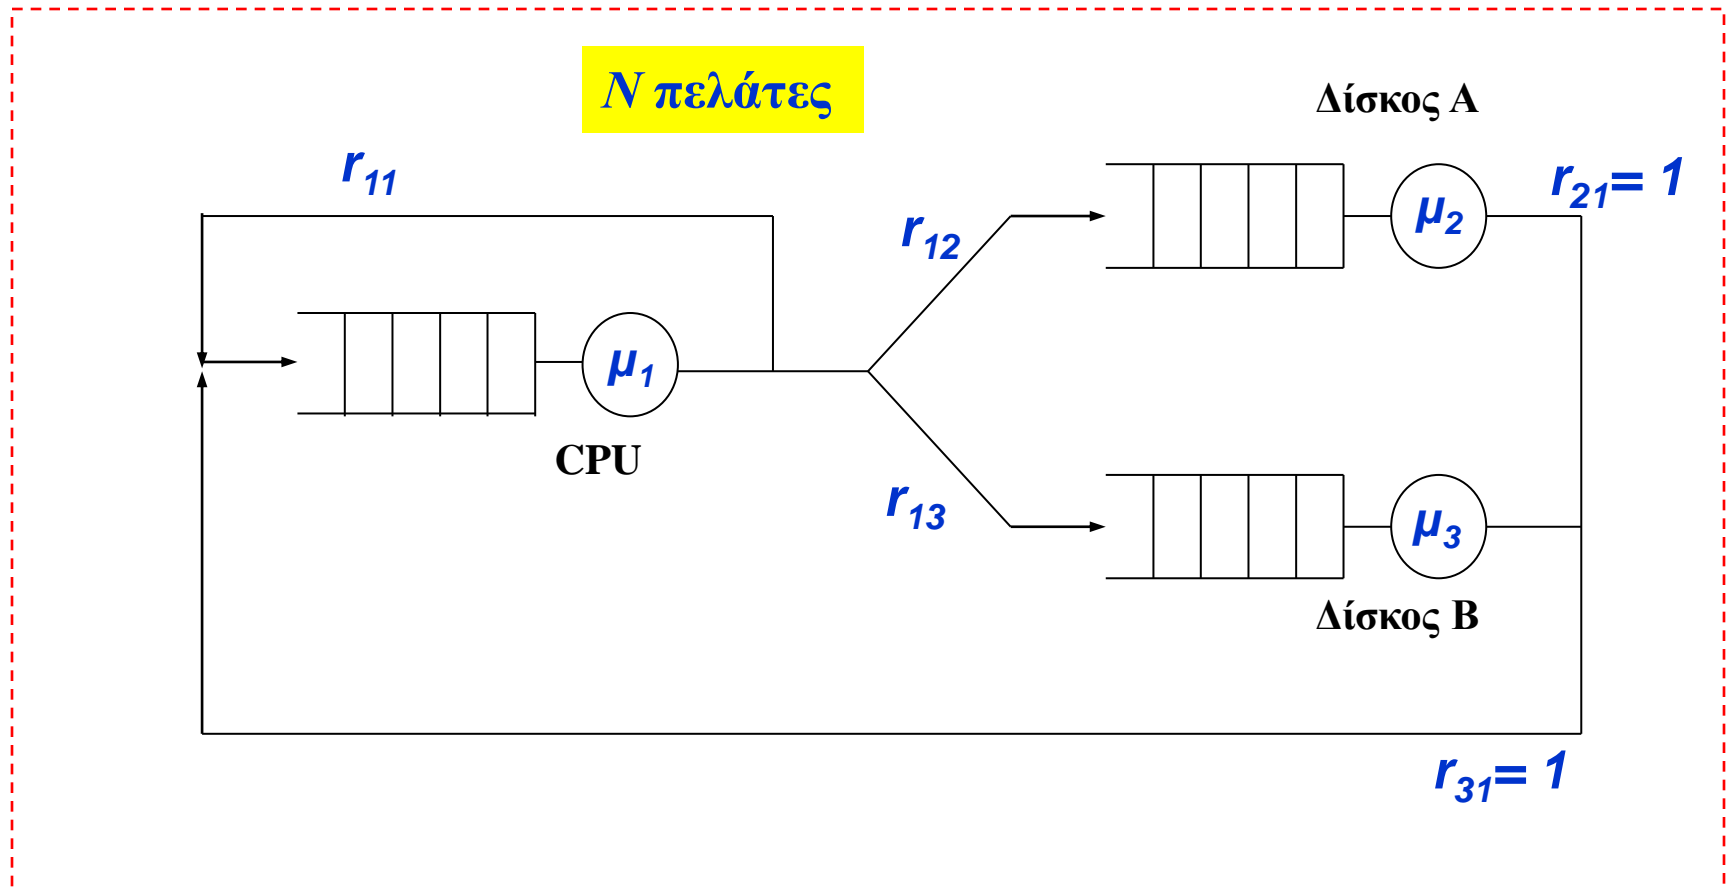 N πελάτες
Δίσκος Α
r11
r21= 1
r12
μ2
μ1
CPU
r13
μ3
Δίσκος Β
r31= 1